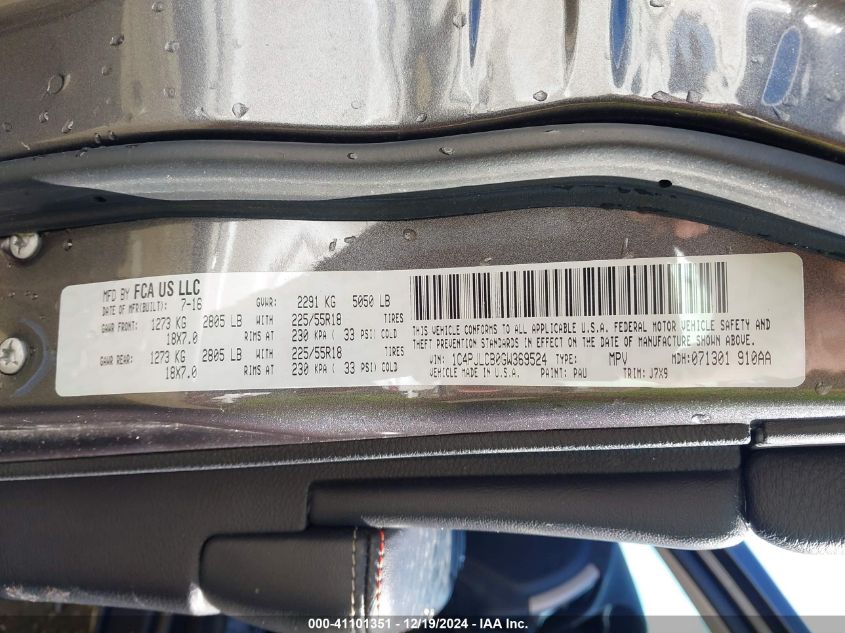 MFD BY FCA US LLC
DATE OF MFR(BUILT): 7-16 GVWR: 2291 KG 5050 LB
GAWR FRONT: 1273 KG 2805 LB WITH 225/55R18 TIRES
18X7.0 RIMS AT 230 KPA ( 33 PSI) COLD
GAWR REAR: 1273 KG 2805 LB WITH 225/55R18 TIRES
18X7.0 RIMS AT 230 KPA ( 33 PSI) COLD
THIS VEHICLE CONFORMS TO ALL APPLICABLE U.S.A. FEDERAL MOTOR VEHICLE SAFETY AND
THEFT PREVENTION STANDARDS IN EFFECT ON THE DATE OF MANUFACTURE SHOWN ABOVE.
VIN: 1C4PJLCB0GW369524 TYPE: MPV MDH: 071301 910AA
VEHICLE MADE IN U.S.A. PAINT: PAU TRIM: J7X9
000-41101351 - 12/19/2024 - IAA Inc.